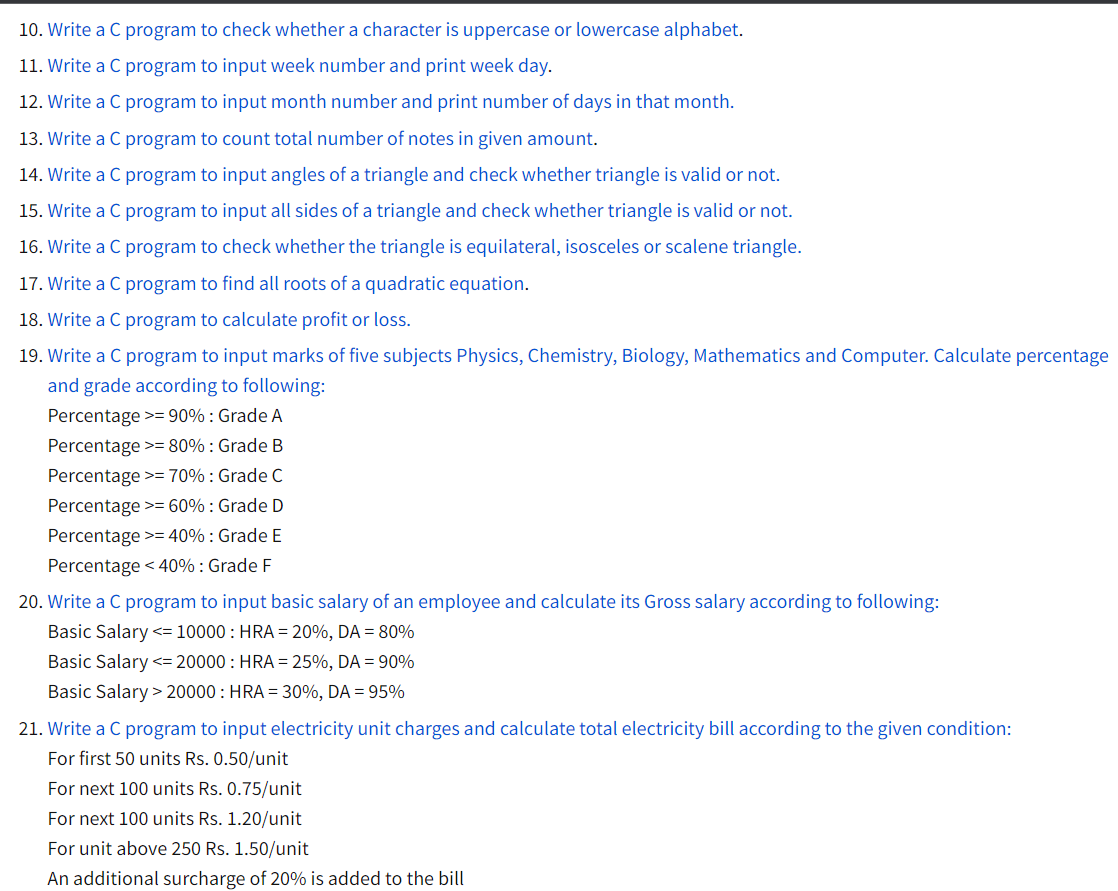 10. Write a C program to check whether a character is uppercase or lowercase alphabet.
11. Write a C program to input week number and print week day.
12. Write a C program to input month number and print number of days in that month.
13. Write a C program to count total number of notes in given amount.
14. Write a C program to input angles of a triangle and check whether triangle is valid or not.
15. Write a C program to input all sides of a triangle and check whether triangle is valid or not.
16. Write a C program to check whether the triangle is equilateral, isosceles or scalene triangle.
17. Write a C program to find all roots of a quadratic equation.
18. Write a C program to calculate profit or loss.
19. Write a C program to input marks of five subjects Physics, Chemistry, Biology, Mathematics and Computer. Calculate percentage
and grade according to following:
Percentage >= 90% : Grade A
Percentage >= 80% : Grade B
Percentage >= 70% : Grade C
Percentage >= 60% : Grade D
Percentage >= 40% : Grade E
Percentage < 40% : Grade F
20. Write a C program to input basic salary of an employee and calculate its Gross salary according to following:
Basic Salary <= 10000 : HRA = 20%, DA = 80%
Basic Salary <= 20000 : HRA = 25%, DA = 90%
Basic Salary > 20000 : HRA = 30%, DA = 95%
21. Write a C program to input electricity unit charges and calculate total electricity bill according to the given condition:
For first 50 units Rs. 0.50/unit
For next 100 units Rs. 0.75/unit
For next 100 units Rs. 1.20/unit
For unit above 250 Rs. 1.50/unit
An additional surcharge of 20% is added to the bill